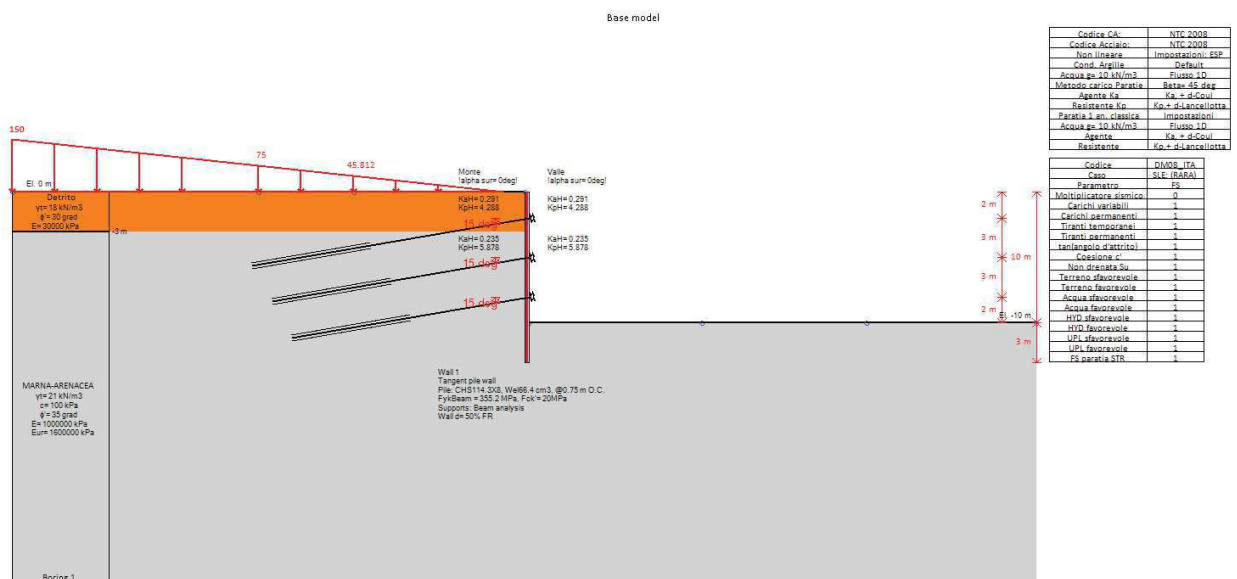 Base model
Codice CA: NTC 2008
Codice Acciaio: NTC 2008
Non lineare Impostazioni: ESP
Cond. Argille Default
Acqua g= 10 kN/m3 Flusso 1D
Metodo carico Paratie Beta= 45 deg
Agente Ka Ka, + d-Coul
Resistente Kp Kp,+ d-Lancellotta
Paratia 1 an. classica Impostazioni
Acqua g= 10 kN/m3 Flusso 1D
Agente Ka, + d-Coul
Resistente Kp,+ d-Lancellotta
Codice DM08_ITA
Caso SLE: (RARA)
Parametro FS
Moltiplicatore sismico 0
Carichi variabili 1
Carichi permanenti 1
Tiranti temporanei 1
Tiranti permanenti 1
tan(angolo d'attrito) 1
Coesione c' 1
Non drenata Su 1
Terreno sfavorevole 1
Terreno favorevole 1
Acqua sfavorevole 1
Acqua favorevole 1
HYD sfavorevole 1
HYD favorevole 1
UPL sfavorevole 1
UPL favorevole 1
FS paratia STR 1
150
75
45.812
Monte
!alpha sur= 0deg!
Valle
!alpha sur= 0deg!
El. 0 m
KaH= 0.291
KpH= 4.288
KaH= 0.291
KpH= 4.288
Detrito
γt= 18 kN/m3
ϕ'= 30 grad
E= 30000 kPa
-3 m
15 deg
KaH= 0.235
KpH= 5.878
KaH= 0.235
KpH= 5.878
15 deg
15 deg
2 m
3 m
10 m
3 m
2 m
El. -10 m
3 m
Wall 1
Tangent pile wall
Pile: CHS114.3X8, Wel66.4 cm3, @0.75 m O.C.
FykBeam = 355.2 MPa, Fck'= 20MPa
Supports: Beam analysis
Wall d= 50% FR
MARNA-ARENACEA
γt= 21 kN/m3
c= 100 kPa
ϕ'= 35 grad
E= 1000000 kPa
Eur= 1600000 kPa
Boring 1